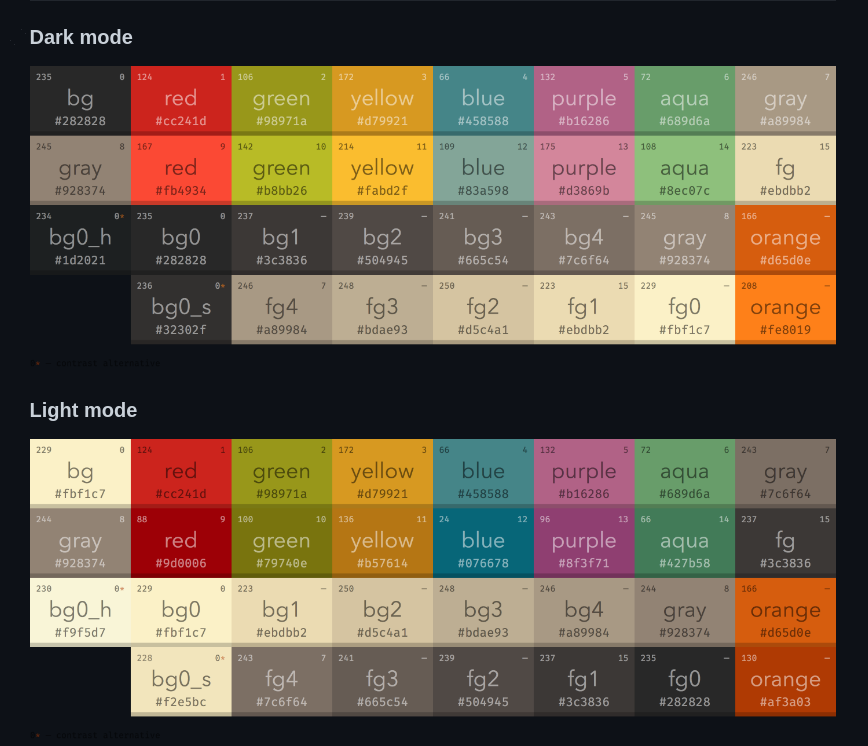 Dark mode
235 0 124 1 106 2 172 3 66 4 132 5 72 6 246 7
bg red green yellow blue purple aqua gray
#282828 #cc241d #98971a #d79921 #458588 #b16286 #689d6a #a89984
245 8 167 9 142 10 214 11 109 12 175 13 108 14 223 15
gray red green yellow blue purple aqua fg
#928374 #fb4934 #b8bb26 #fabd2f #83a598 #d3869b #8ec07c #ebdbb2
234 0* 235 0 237 — 239 — 241 — 243 — 245 8 166 —
bg0_h bg0 bg1 bg2 bg3 bg4 gray orange
#1d2021 #282828 #3c3836 #504945 #665c54 #7c6f64 #928374 #d65d0e
236 0* 246 7 248 — 250 — 223 15 229 — 208 —
bg0_s fg4 fg3 fg2 fg1 fg0 orange
#32302f #a89984 #bdae93 #d5c4a1 #ebdbb2 #fbf1c7 #fe8019
Light mode
229 0 124 1 106 2 172 3 66 4 132 5 72 6 243 7
bg red green yellow blue purple aqua gray
#fbf1c7 #cc241d #98971a #d79921 #458588 #b16286 #689d6a #7c6f64
244 8 88 9 100 10 136 11 24 12 96 13 66 14 237 15
gray red green yellow blue purple aqua fg
#928374 #9d0006 #79740e #b57614 #076678 #8f3f71 #427b58 #3c3836
230 0* 229 0 223 — 250 — 248 — 246 — 244 8 166 —
bg0_h bg0 bg1 bg2 bg3 bg4 gray orange
#f9f5d7 #fbf1c7 #ebdbb2 #d5c4a1 #bdae93 #a89984 #928374 #d65d0e
228 0* 243 7 241 — 239 — 237 15 235 — 130 —
bg0_s fg4 fg3 fg2 fg1 fg0 orange
#f2e5bc #7c6f64 #665c54 #504945 #3c3836 #282828 #af3a03